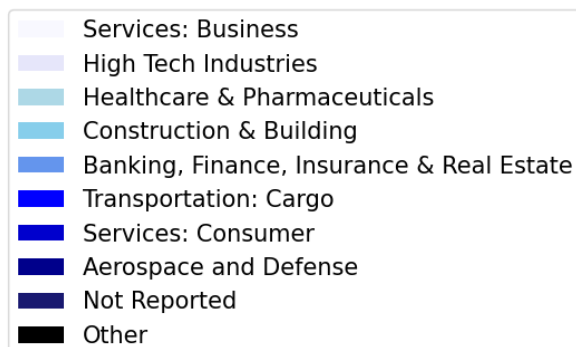 Services: Business
High Tech Industries
Healthcare & Pharmaceuticals
Construction & Building
Banking, Finance, Insurance & Real Estate
Transportation: Cargo
Services: Consumer
Aerospace and Defense
Not Reported
Other